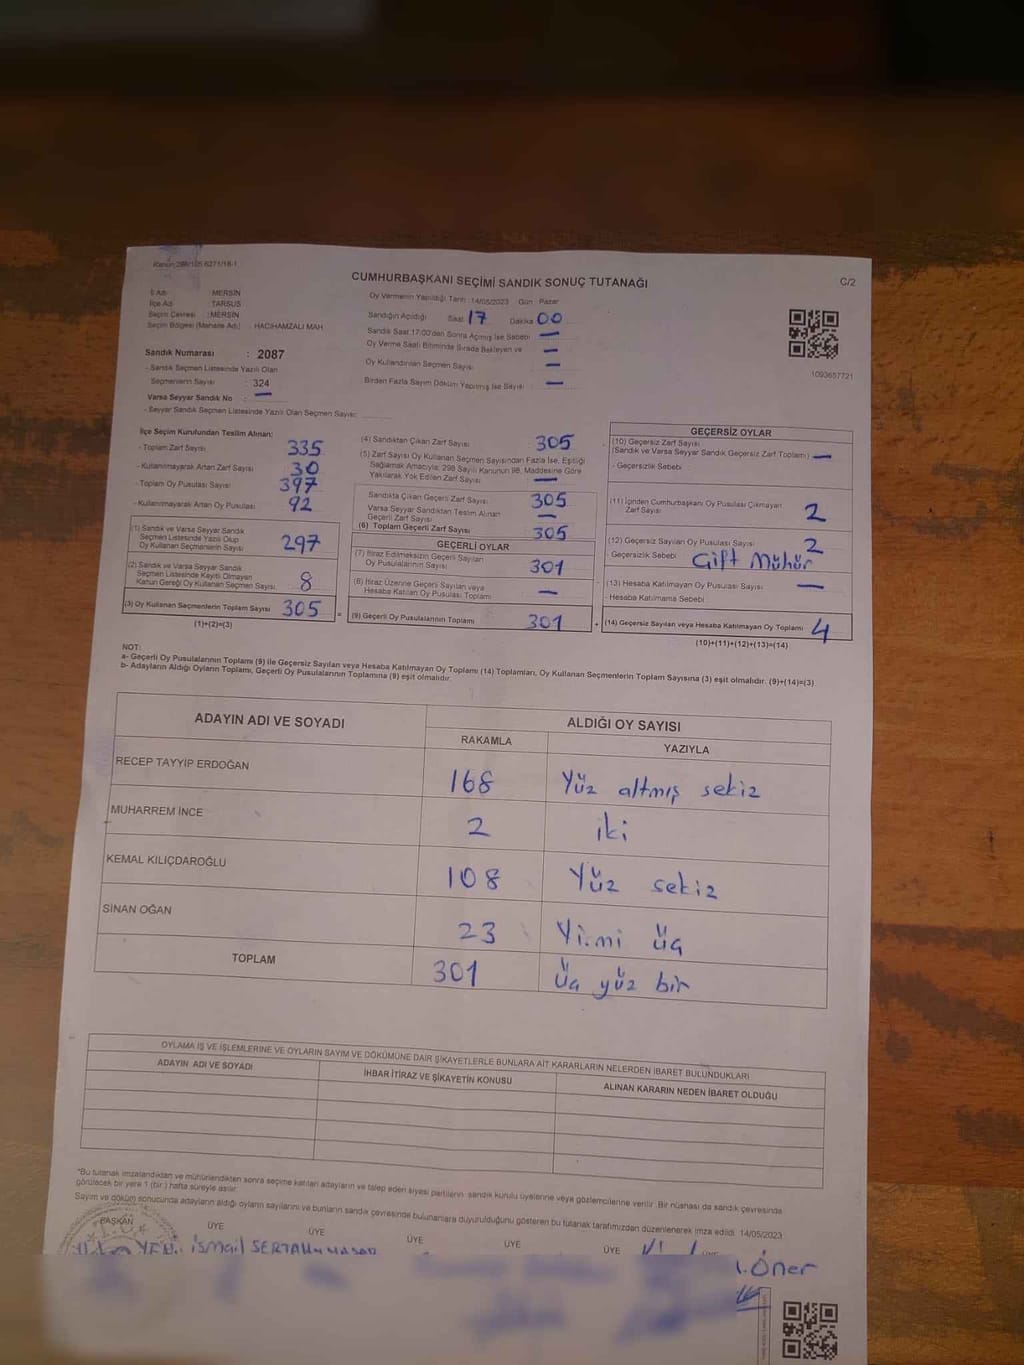 CUMHURBAŞKANI SEÇİMİ SANDIK SONUÇ TUTANAĞI
C/2
İl Adı : MERSİN
İlçe Adı : TARSUS
Seçim Çevresi : MERSİN
Seçim Bölgesi (Mahalle Adı) : HACIHAMZALI MAH
Sandık Numarası : 2087
- Sandık Seçmen Listesinde Yazılı Olan
Seçmenlerin Sayısı : 324
Varsa Seyyar Sandık No : —
- Seyyar Sandık Seçmen Listesinde Yazılı Olan Seçmen Sayısı:
Oy Vermenin Yapıldığı Tarih : 14/05/2023 Gün : Pazar
Sandığın Açıldığı Saat 17 Dakika 00
Sandık Saat 17:00'den Sonra Açılmış İse Sebebi : —
Oy Verme Saati Bitiminde Sırada Bekleyen ve —
Oy Kullandırılan Seçmen Sayısı : —
Birden Fazla Sayım Döküm Yapılmış İse Sayısı : —
1093657721
İlçe Seçim Kurulundan Teslim Alınan:
- Toplam Zarf Sayısı 335
- Kullanılmayarak Artan Zarf Sayısı 30
- Toplam Oy Pusulası Sayısı 397
- Kullanılmayarak Artan Oy Pusulası 92
(1) Sandık ve Varsa Seyyar Sandık
Seçmen Listesinde Yazılı Olup
Oy Kullanan Seçmenlerin Sayısı 297
(2) Sandık ve Varsa Seyyar Sandık
Seçmen Listesinde Kayıtlı Olmayan
Kanun Gereği Oy Kullanan Seçmen Sayısı 8
(3) Oy Kullanan Seçmenlerin Toplam Sayısı 305 =
(1)+(2)=(3)
(4) Sandıktan Çıkan Zarf Sayısı 305
(5) Zarf Sayısı Oy Kullanan Seçmen Sayısından Fazla İse, Eşitliği
Sağlamak Amacıyla; 298 Sayılı Kanunun 98. Maddesine Göre
Yakılarak Yok Edilen Zarf Sayısı —
Sandıkta Çıkan Geçerli Zarf Sayısı 305
Varsa Seyyar Sandıktan Teslim Alınan
Geçerli Zarf Sayısı —
(6) Toplam Geçerli Zarf Sayısı 305
GEÇERLİ OYLAR
(7) İtiraz Edilmeksizin Geçerli Sayılan
Oy Pusulalarının Sayısı 301
(8) İtiraz Üzerine Geçerli Sayılan veya
Hesaba Katılan Oy Pusulası Toplamı —
(9) Geçerli Oy Pusulalarının Toplamı 301 +
GEÇERSİZ OYLAR
(10) Geçersiz Zarf Sayısı
(Sandık ve Varsa Seyyar Sandık Geçersiz Zarf Toplamı) —
- Geçersizlik Sebebi
(11) İçinden Cumhurbaşkanı Oy Pusulası Çıkmayan
Zarf Sayısı 2
(12) Geçersiz Sayılan Oy Pusulası Sayısı 2
- Geçersizlik Sebebi Çift Mühür
(13) Hesaba Katılmayan Oy Pusulası Sayısı —
- Hesaba Katılmama Sebebi
(14) Geçersiz Sayılan veya Hesaba Katılmayan Oy Toplamı 4
(10)+(11)+(12)+(13)=(14)
NOT:
a- Geçerli Oy Pusulalarının Toplamı (9) ile Geçersiz Sayılan veya Hesaba Katılmayan Oy Toplamı (14) Toplamları, Oy Kullanan Seçmenlerin Toplam Sayısına (3) eşit olmalıdır. (9)+(14)=(3)
b- Adayların Aldığı Oyların Toplamı, Geçerli Oy Pusulalarının Toplamına (9) eşit olmalıdır.
ADAYIN ADI VE SOYADI
ALDIĞI OY SAYISI
RAKAMLA YAZIYLA
RECEP TAYYİP ERDOĞAN 168 Yüz altmış sekiz
MUHARREM İNCE 2 iki
KEMAL KILIÇDAROĞLU 108 Yüz sekiz
SİNAN OĞAN 23 Yirmi üç
TOPLAM 301 Üç yüz bir
OYLAMA İŞ VE İŞLEMLERİNE VE OYLARIN SAYIM VE DÖKÜMÜNE DAİR ŞİKAYETLERLE BUNLARA AİT KARARLARIN NELERDEN İBARET BULUNDUKLARI
ADAYIN ADI VE SOYADI İHBAR İTİRAZ VE ŞİKAYETİN KONUSU ALINAN KARARIN NEDEN İBARET OLDUĞU
*Bu tutanak imzalandıktan ve mühürlendikten sonra seçime katılan adayların ve talep eden siyasi partilerin sandık kurulu üyelerine veya gözlemcilerine verilir. Bir nüshası da sandık çevresinde
görülecek bir yere 1 (bir) hafta süreyle asılır.
Sayım ve döküm sonucunda adayların aldığı oyların sayılarını ve bunların sandık çevresinde bulunanlara duyurulduğunu gösteren bu tutanak tarafımızdan düzenlenerek imza edildi. 14/05/2023
BAŞKAN ÜYE ÜYE ÜYE ÜYE ÜYE ÜYE
İsmail
Öner